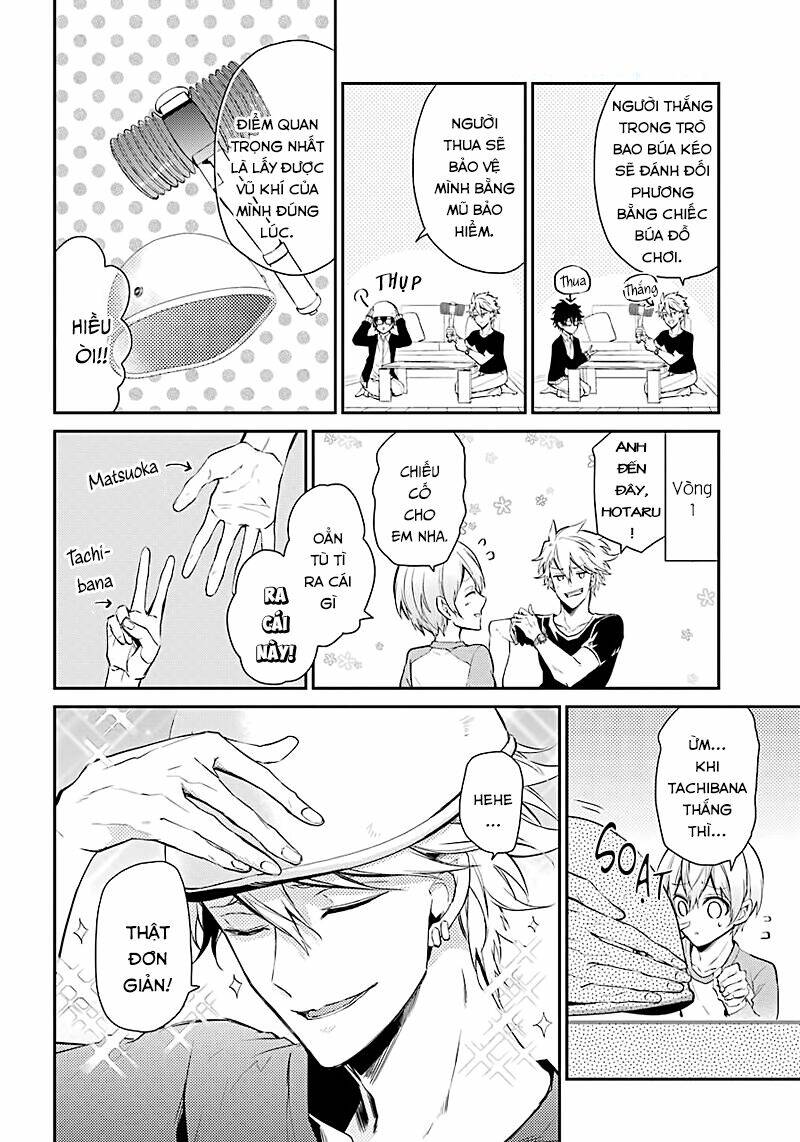 NGƯỜI THẮNG
TRONG TRÒ
BAO BÚA KÉO
SẼ ĐÁNH ĐỐI
PHƯƠNG
BẰNG CHIẾC
BÚA ĐỒ
CHƠI.
Thắng
Thua
NGƯỜI
THUA SẼ
BẢO VỆ
MÌNH BẰNG
MŨ BẢO
HIỂM.
THỤP
ĐIỂM QUAN
TRỌNG NHẤT
LÀ LẤY ĐƯỢC
VŨ KHÍ CỦA
MÌNH ĐÚNG
LÚC.
HIỂU
ÒI!!
Võng
1
ANH
ĐẾN
ĐÂY,
HOTARU
!
CHIẾU
CỐ
CHO
EM NHA.
OẲN
TÙ TÌ
RA CÁI
GÌ
RA
CÁI
NÀY!
Matsuoka
Tachi-
bana
ỪM...
KHI
TACHIBANA
THẮNG
THÌ...
SOẠT
HEHE
...
THẬT
ĐƠN
GIẢN!